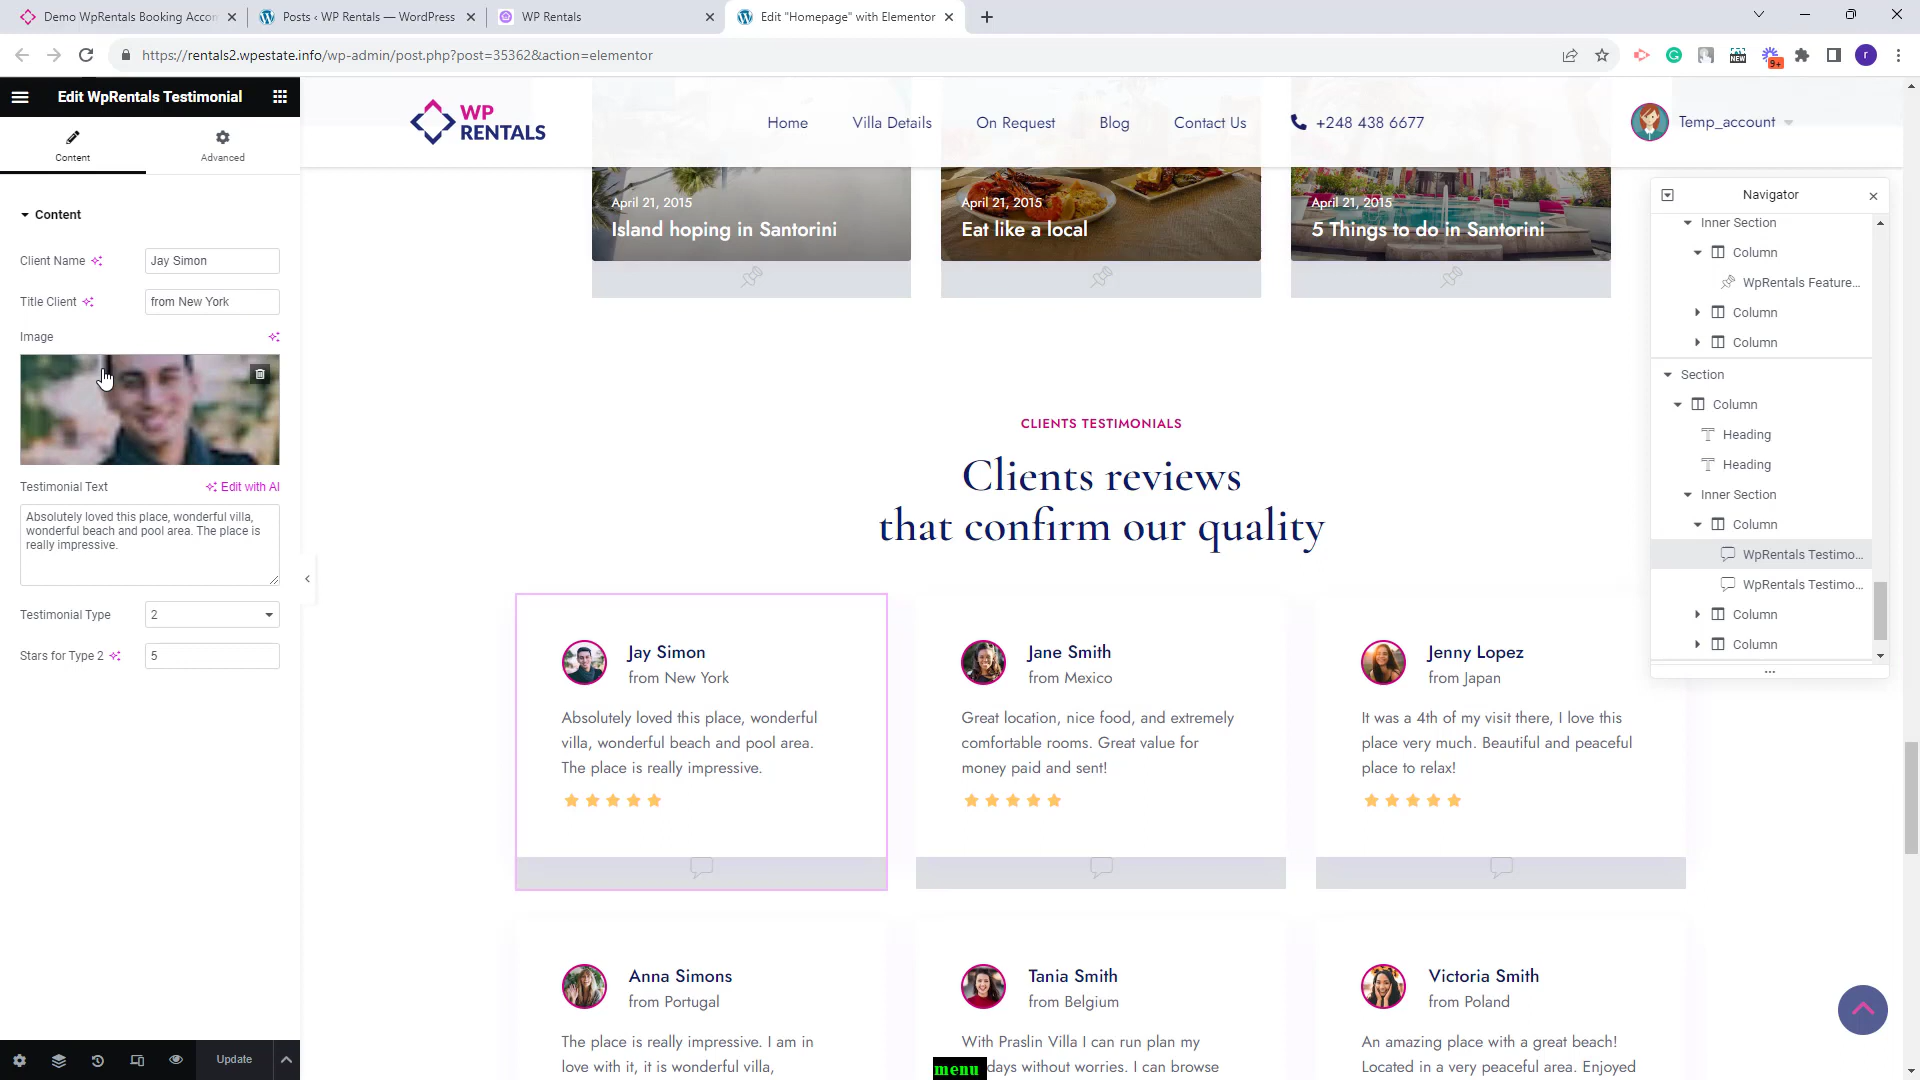 Demo WpRentals Booking Accom
Posts ‹ WP Rentals — WordPress
WP Rentals
Edit "Homepage" with Elementor
https://rentals2.wpestate.info/wp-admin/post.php?post=35362&action=elementor
NEW
9+
r
Edit WpRentals Testimonial
Content
Advanced
Content
Client Name
Jay Simon
Title Client
from New York
Image
Testimonial Text
Edit with AI
Absolutely loved this place, wonderful villa,
wonderful beach and pool area. The place is
really impressive.
Testimonial Type
2
Stars for Type 2
5
Update
WP
RENTALS
Home
Villa Details
On Request
Blog
Contact Us
+248 438 6677
Temp_account
April 21, 2015
Island hoping in Santorini
April 21, 2015
Eat like a local
April 21, 2015
5 Things to do in Santorini
CLIENTS TESTIMONIALS
Clients reviews
that confirm our quality
Jay Simon
from New York
Absolutely loved this place, wonderful
villa, wonderful beach and pool area.
The place is really impressive.
Jane Smith
from Mexico
Great location, nice food, and extremely
comfortable rooms. Great value for
money paid and sent!
Jenny Lopez
from Japan
It was a 4th of my visit there, I love this
place very much. Beautiful and peaceful
place to relax!
Anna Simons
from Portugal
The place is really impressive. I am in
love with it, it is wonderful villa,
Tania Smith
from Belgium
With Praslin Villa I can run plan my
days without worries. I can browse
Victoria Smith
from Poland
An amazing place with a great beach!
Located in a very peaceful area. Enjoyed
menu
Navigator
Inner Section
Column
WpRentals Feature...
Column
Column
Section
Column
Heading
Heading
Inner Section
Column
WpRentals Testimo...
WpRentals Testimo...
Column
Column